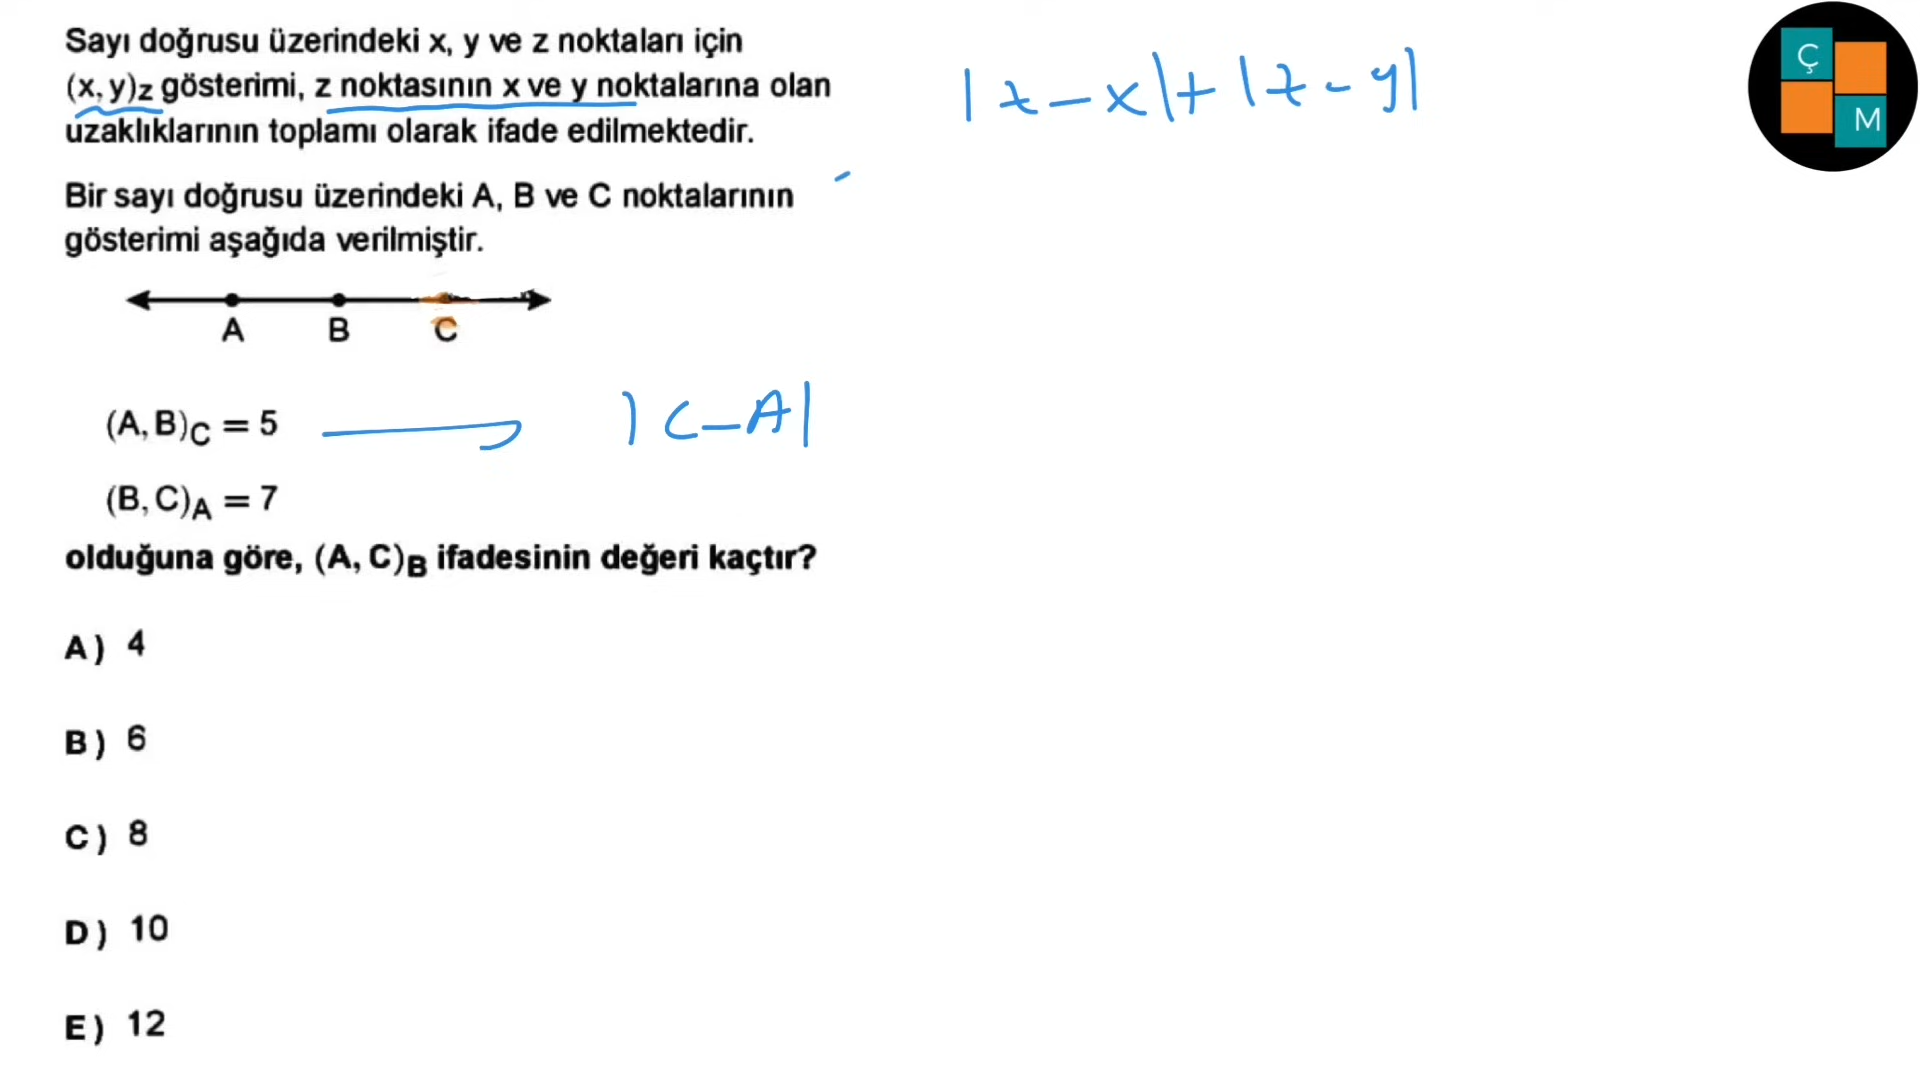 Sayı doğrusu üzerindeki x, y ve z noktaları için
(x, y)z gösterimi, z noktasının x ve y noktalarına olan
uzaklıklarının toplamı olarak ifade edilmektedir.
|z-x|+|z-y|
Ç
M
Bir sayı doğrusu üzerindeki A, B ve C noktalarının
gösterimi aşağıda verilmiştir.
A B C
(A, B)C = 5 |C-A|
(B, C)A = 7
olduğuna göre, (A, C)B ifadesinin değeri kaçtır?
A) 4
B) 6
C) 8
D) 10
E) 12